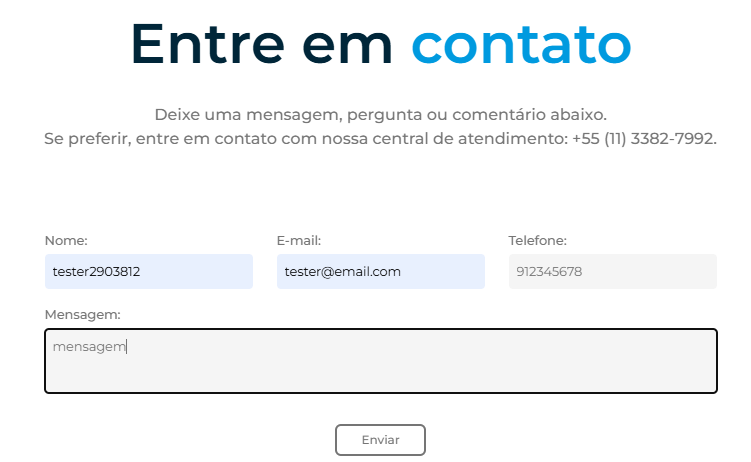 Entre em contato
Deixe uma mensagem, pergunta ou comentário abaixo.
Se preferir, entre em contato com nossa central de atendimento: +55 (11) 3382-7992.
Nome:
E-mail:
Telefone:
tester2903812
tester@email.com
912345678
Mensagem:
mensagem
Enviar